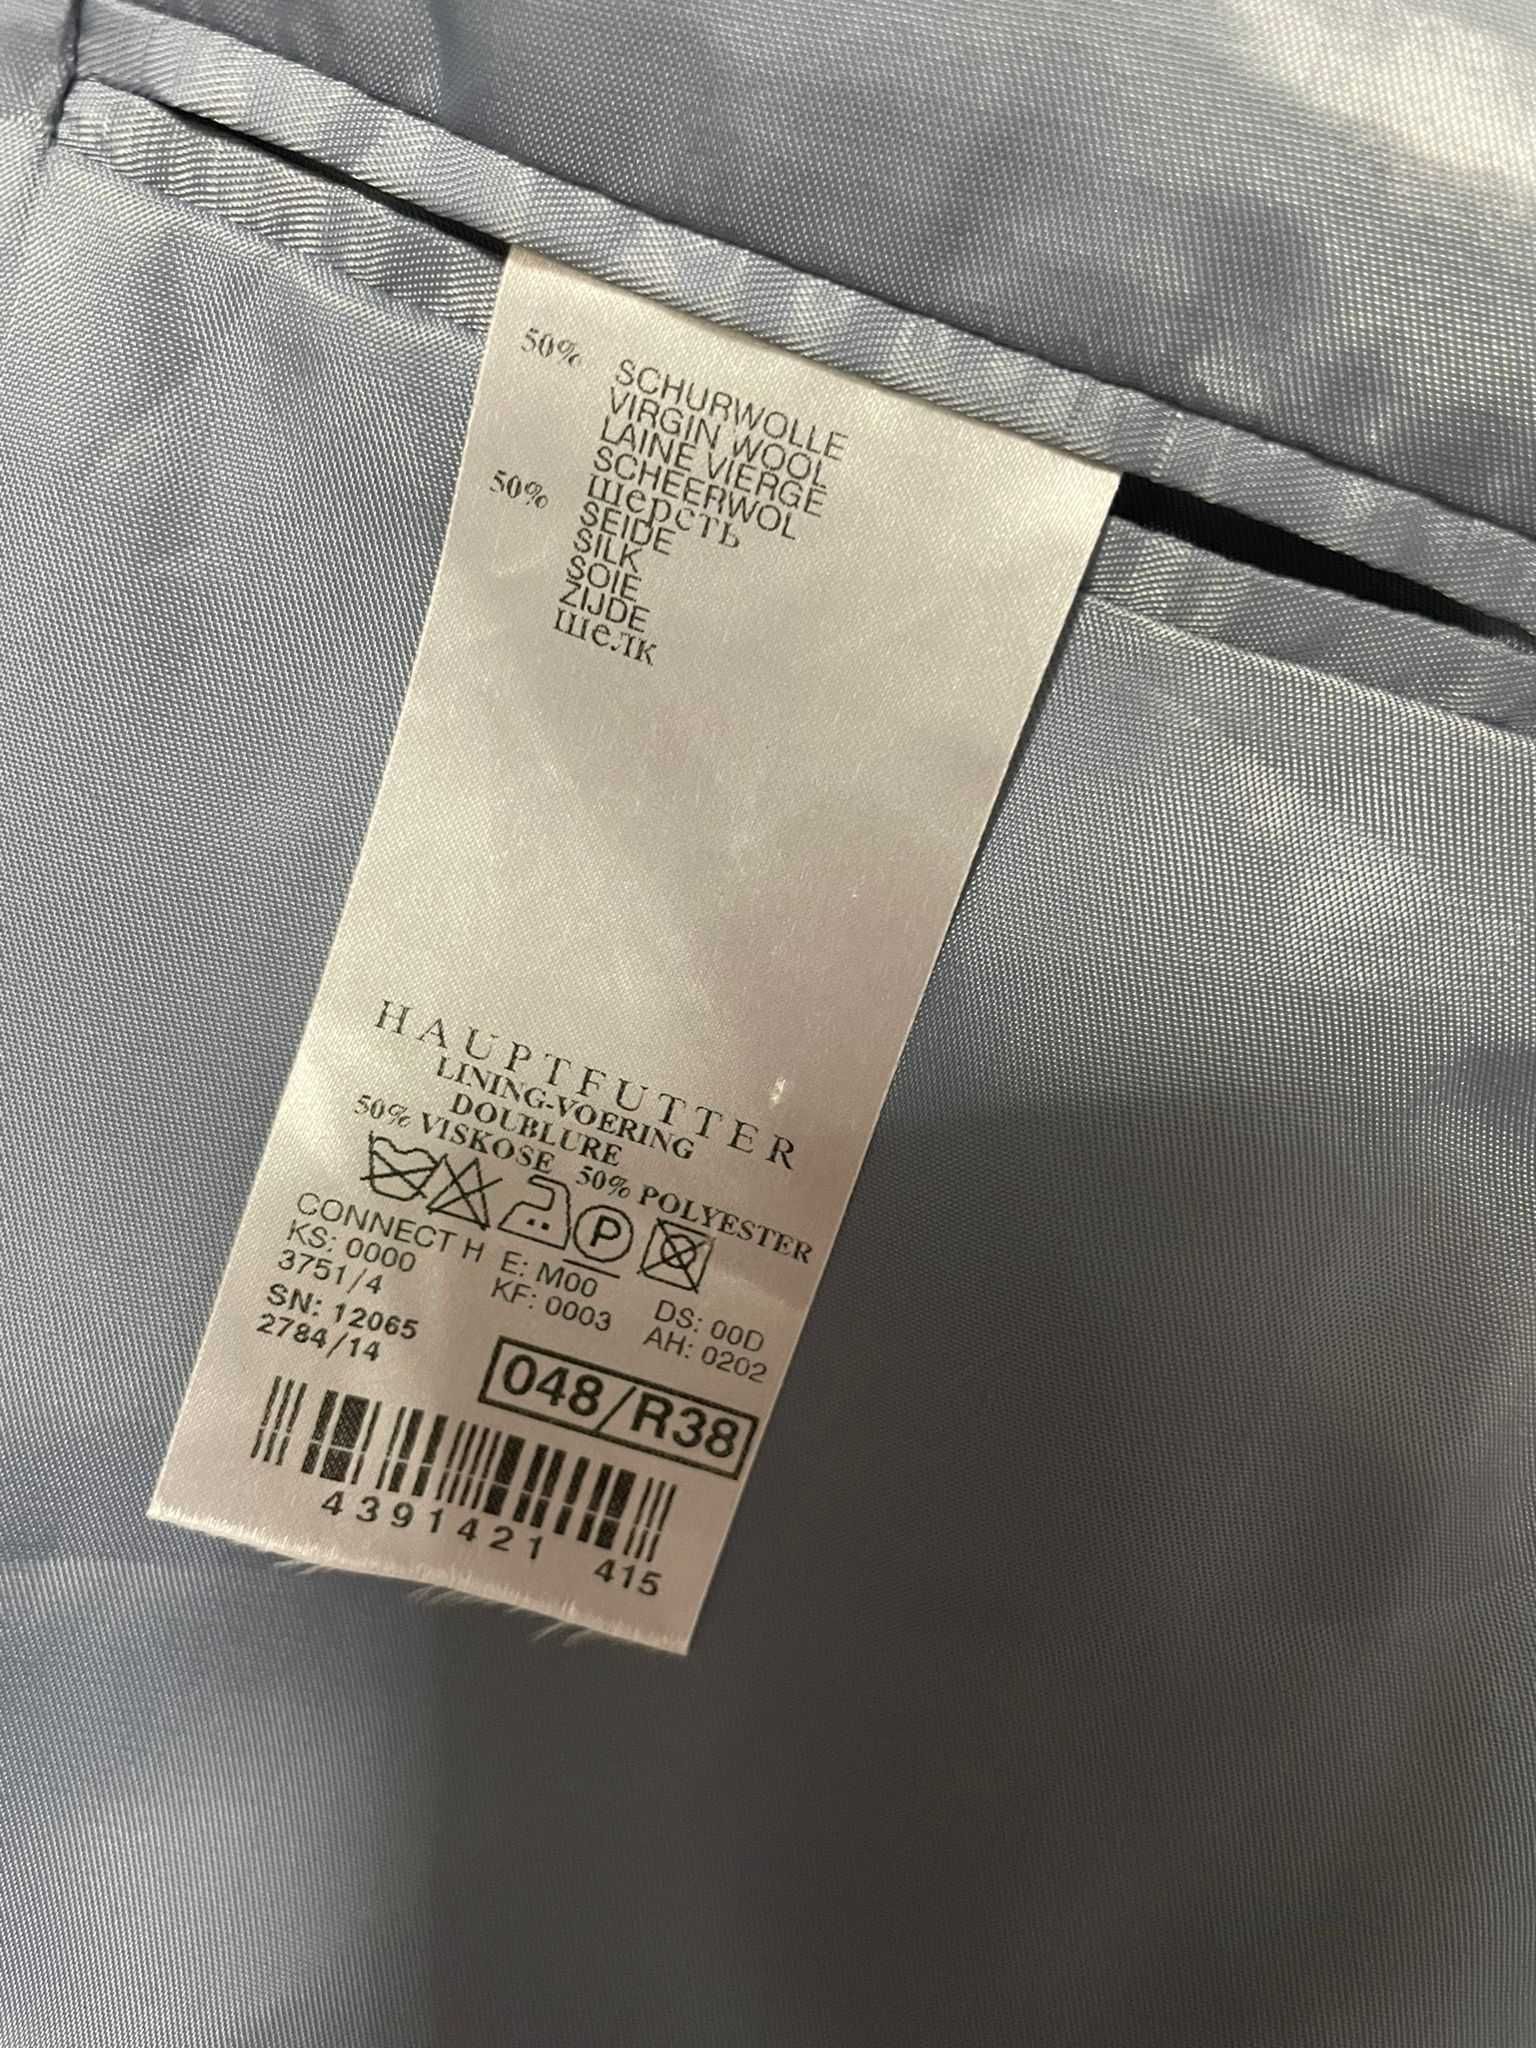 50% SCHURWOLLE
VIRGIN WOOL
LAINE VIERGE
SCHEERWOL
шерсть
50% SEIDE
SILK
SOIE
ZIJDE
шелк
HAUPTFUTTER
LINING-VOERING
DOUBLURE
50% VISKOSE 50% POLYESTER
P
CONNECT H E: M00 DS: 00D
KS: 0000 KF: 0003 AH: 0202
3751/4
SN: 12065
2784/14
048/R38
4391421 415